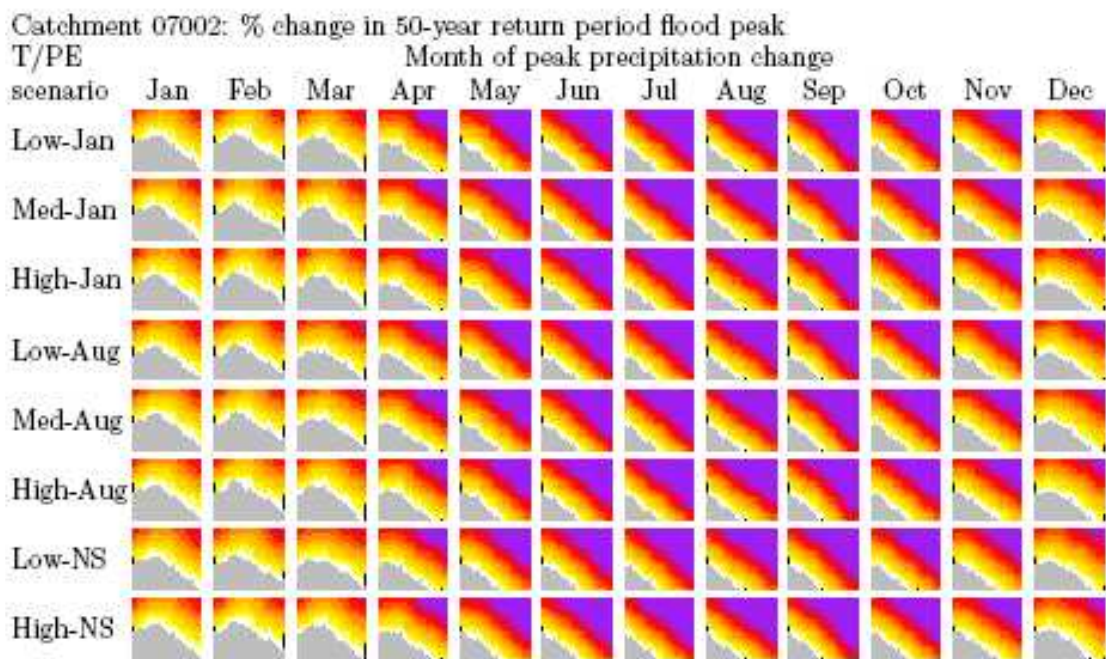 Catchment 07002: % change in 50-year return period flood peak
T/PE Month of peak precipitation change
scenario Jan Feb Mar Apr May Jun Jul Aug Sep Oct Nov Dec
Low-Jan
Med-Jan
High-Jan
Low-Aug
Med-Aug
High-Aug
Low-NS
High-NS